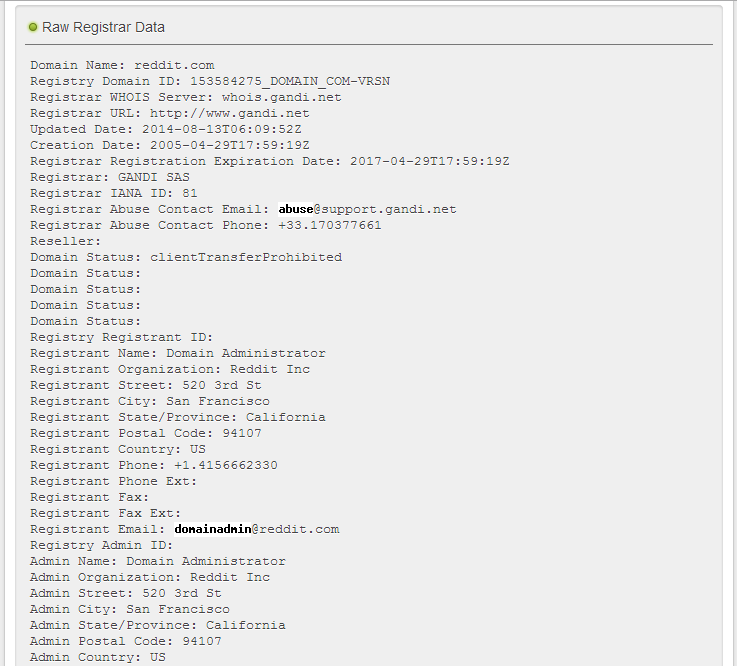 Raw Registrar Data
Domain Name: reddit.com
Registry Domain ID: 153584275_DOMAIN_COM-VRSN
Registrar WHOIS Server: whois.gandi.net
Registrar URL: http://www.gandi.net
Updated Date: 2014-08-13T06:09:52Z
Creation Date: 2005-04-29T17:59:19Z
Registrar Registration Expiration Date: 2017-04-29T17:59:19Z
Registrar: GANDI SAS
Registrar IANA ID: 81
Registrar Abuse Contact Email: abuse@support.gandi.net
Registrar Abuse Contact Phone: +33.170377661
Reseller:
Domain Status: clientTransferProhibited
Domain Status:
Domain Status:
Domain Status:
Domain Status:
Registry Registrant ID:
Registrant Name: Domain Administrator
Registrant Organization: Reddit Inc
Registrant Street: 520 3rd St
Registrant City: San Francisco
Registrant State/Province: California
Registrant Postal Code: 94107
Registrant Country: US
Registrant Phone: +1.4156662330
Registrant Phone Ext:
Registrant Fax:
Registrant Fax Ext:
Registrant Email: domainadmin@reddit.com
Registry Admin ID:
Admin Name: Domain Administrator
Admin Organization: Reddit Inc
Admin Street: 520 3rd St
Admin City: San Francisco
Admin State/Province: California
Admin Postal Code: 94107
Admin Country: US